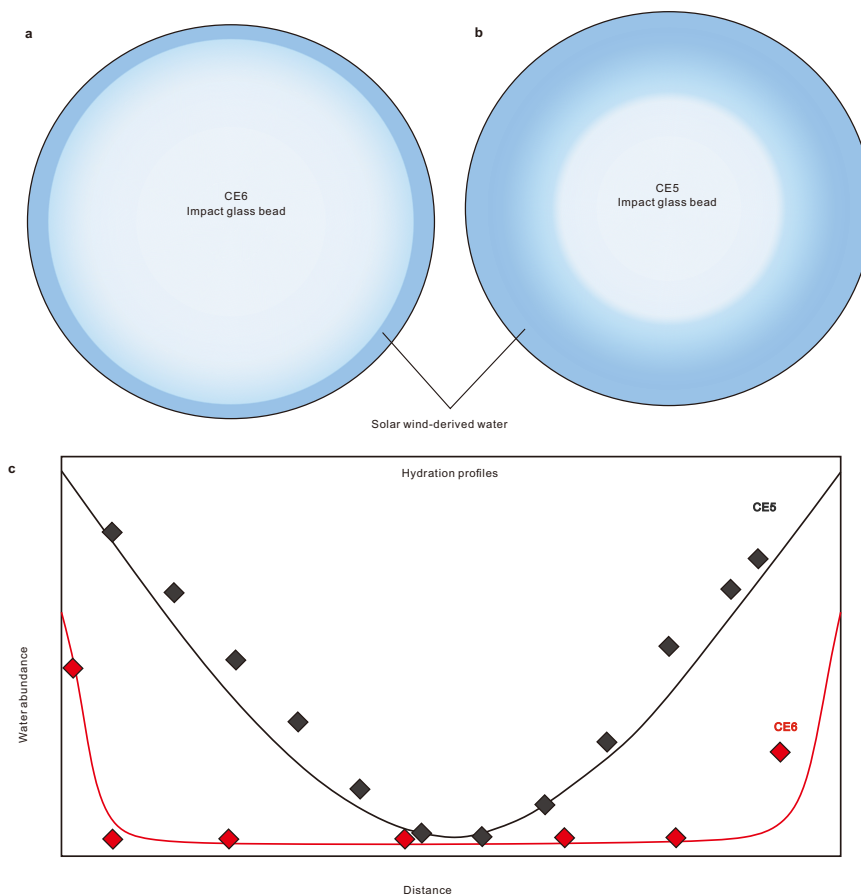 a
b
CE6
Impact glass bead
CE5
Impact glass bead
Solar wind-derived water
c
Hydration profiles
CE5
CE6
Water abundance
Distance